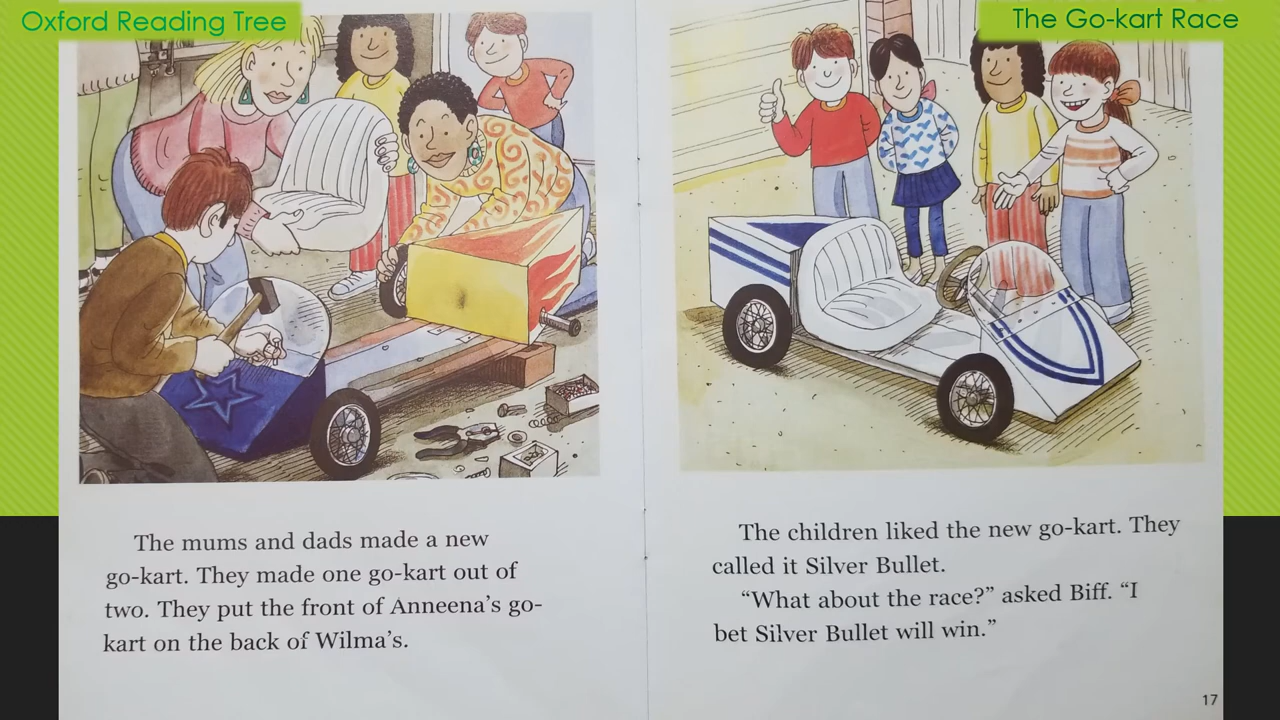 Oxford Reading Tree
The Go-kart Race
The mums and dads made a new
go-kart. They made one go-kart out of
two. They put the front of Anneena's go-
kart on the back of Wilma's.
The children liked the new go-kart. They
called it Silver Bullet.
"What about the race?" asked Biff. "I
bet Silver Bullet will win."
17